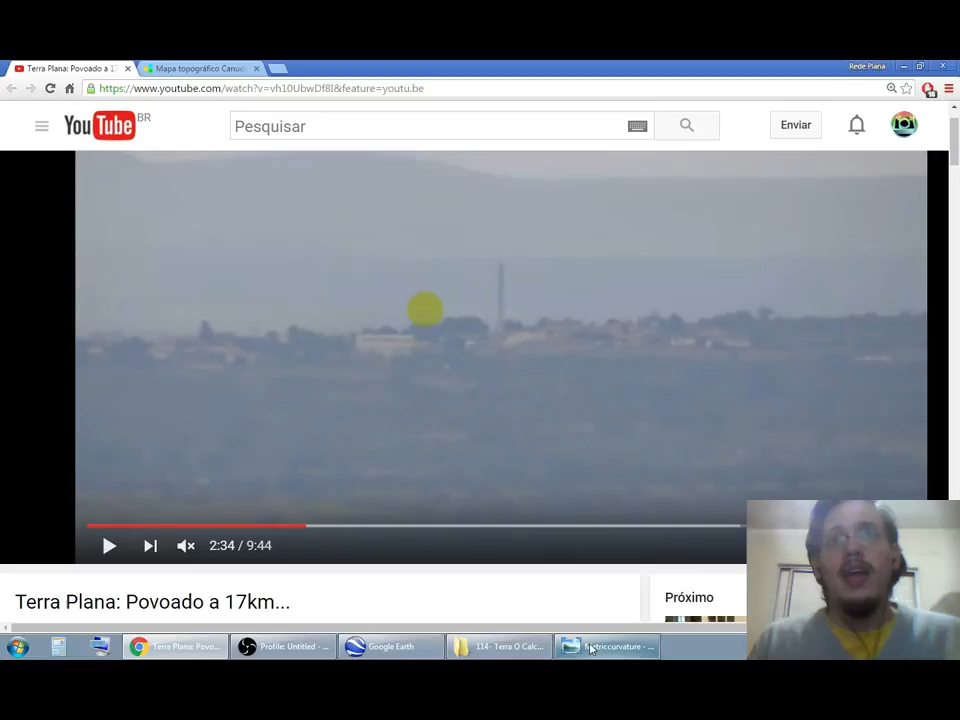 Terra Plana: Povoado a 17
Mapa topográfico Canud
Rede Plana
https://www.youtube.com/watch?v=vh10UbwDf8I&feature=youtu.be
YouTube BR
Pesquisar
Enviar
2:34 / 9:44
Terra Plana: Povoado a 17km...
Próximo
Terra Plana: Povo...
Profile: Untitled - ...
Google Earth
114- Terra O Calc...
Metriccurvature - ...